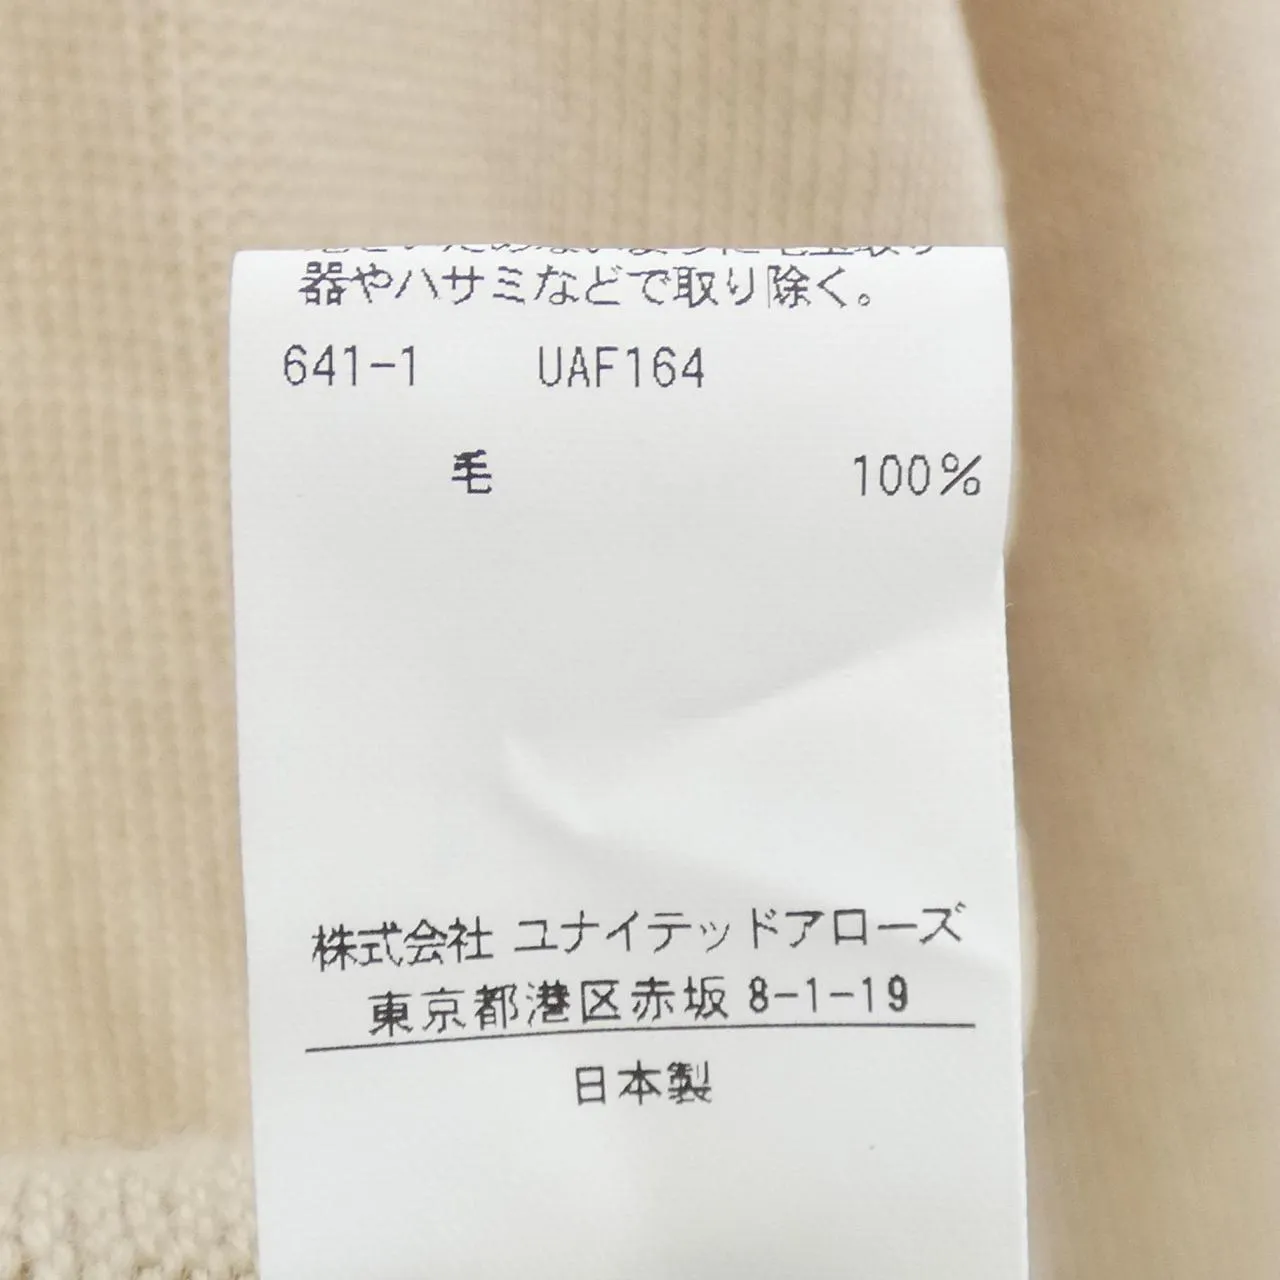 器やハサミなどで取り除く。
641-1 UAF164
毛 100%
株式会社 ユナイテッドアローズ
東京都港区赤坂 8-1-19
日本製